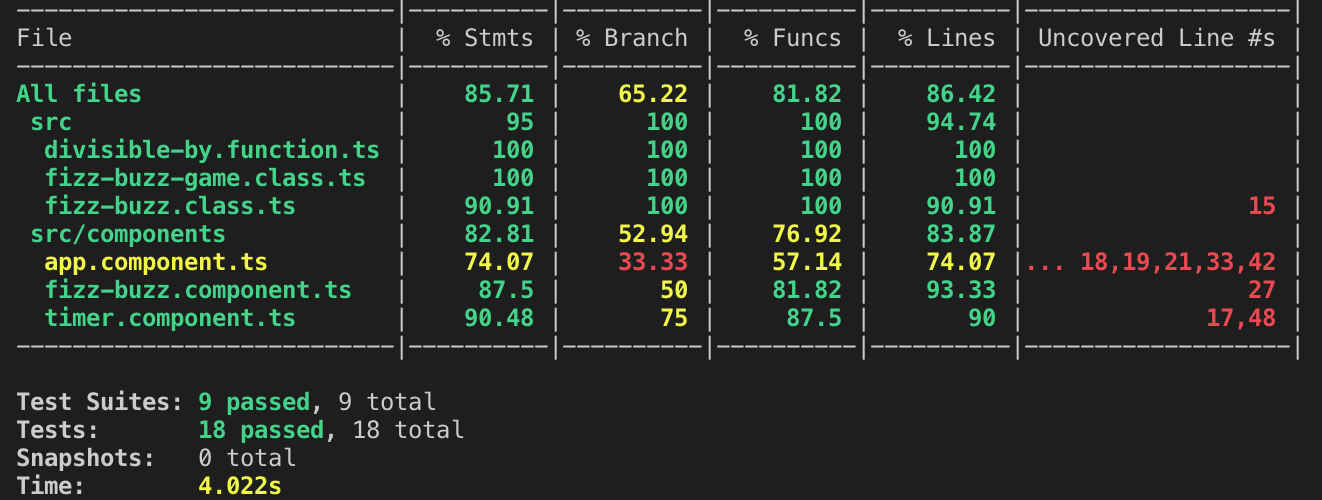 File | % Stmts | % Branch | % Funcs | % Lines | Uncovered Line #s |
All files | 85.71 | 65.22 | 81.82 | 86.42 | |
src | 95 | 100 | 100 | 94.74 | |
divisible-by.function.ts | 100 | 100 | 100 | 100 | |
fizz-buzz-game.class.ts | 100 | 100 | 100 | 100 | |
fizz-buzz.class.ts | 90.91 | 100 | 100 | 90.91 | 15 |
src/components | 82.81 | 52.94 | 76.92 | 83.87 | |
app.component.ts | 74.07 | 33.33 | 57.14 | 74.07 |... 18,19,21,33,42 |
fizz-buzz.component.ts | 87.5 | 50 | 81.82 | 93.33 | 27 |
timer.component.ts | 90.48 | 75 | 87.5 | 90 | 17,48 |
Test Suites: 9 passed, 9 total
Tests: 18 passed, 18 total
Snapshots: 0 total
Time: 4.022s